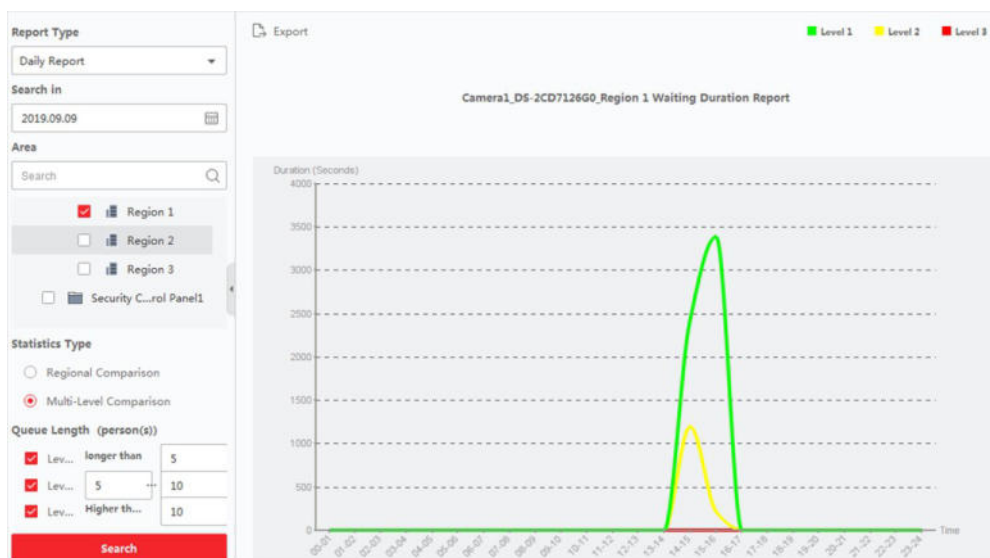 Report Type
Daily Report
Search in
2019.09.09
Area
Search
Region 1
Region 2
Region 3
Security C...rol Panel1
Statistics Type
Regional Comparison
Multi-Level Comparison
Queue Length (person(s))
Lev... longer than 5
Lev... 5 ... 10
Lev... Higher th... 10
Search
Export
Level 1 Level 2 Level 3
Camera1_DS-2CD7126G0_Region 1 Waiting Duration Report
Duration (Seconds)
4000
3500
3000
2500
2000
1500
1000
500
0
00-01 01-02 02-03 03-04 04-05 05-06 06-07 07-08 08-09 09-10 10-11 11-12 12-13 13-14 14-15 15-16 16-17 17-18 18-19 19-20 20-21 21-22 22-23 23-24
Time